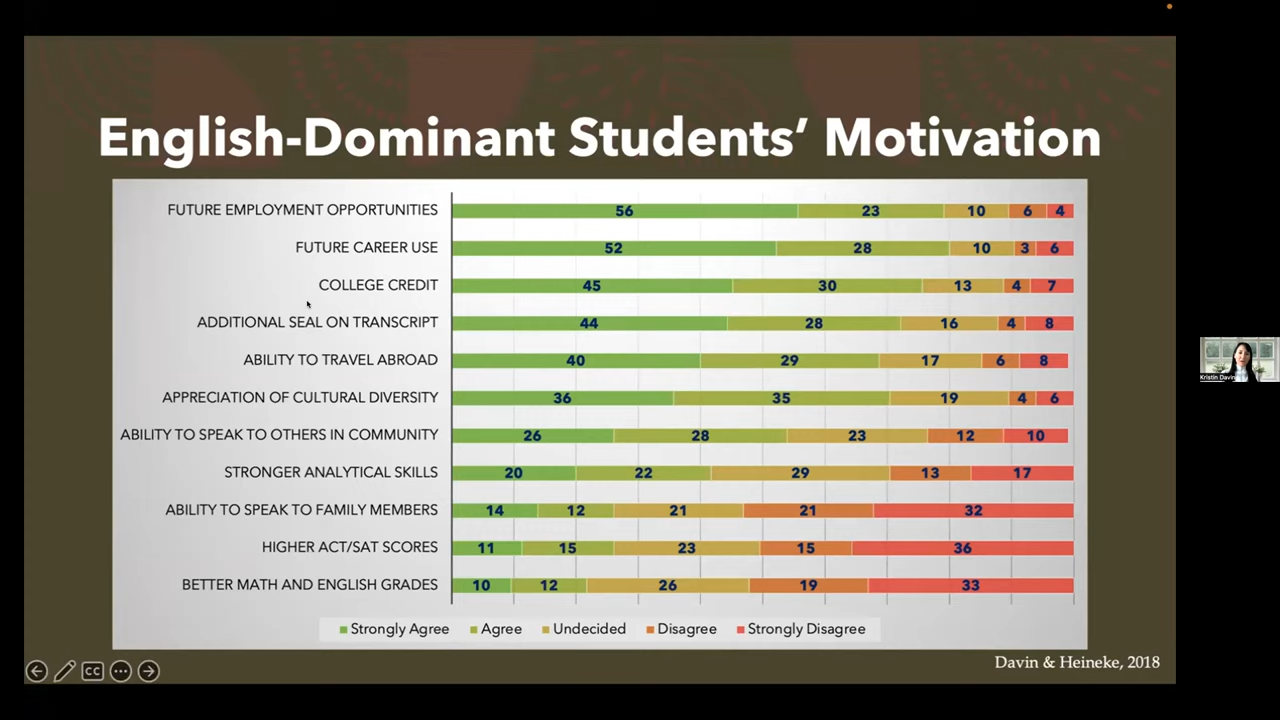 English-Dominant Students' Motivation
FUTURE EMPLOYMENT OPPORTUNITIES 56 23 10 6 4
FUTURE CAREER USE 52 28 10 3 6
COLLEGE CREDIT 45 30 13 4 7
ADDITIONAL SEAL ON TRANSCRIPT 44 28 16 4 8
ABILITY TO TRAVEL ABROAD 40 29 17 6 8
APPRECIATION OF CULTURAL DIVERSITY 36 35 19 4 6
ABILITY TO SPEAK TO OTHERS IN COMMUNITY 26 28 23 12 10
STRONGER ANALYTICAL SKILLS 20 22 29 13 17
ABILITY TO SPEAK TO FAMILY MEMBERS 14 12 21 21 32
HIGHER ACT/SAT SCORES 11 15 23 15 36
BETTER MATH AND ENGLISH GRADES 10 12 26 19 33
Strongly Agree Agree Undecided Disagree Strongly Disagree
Davin & Heineke, 2018
CC
Kristin Davin